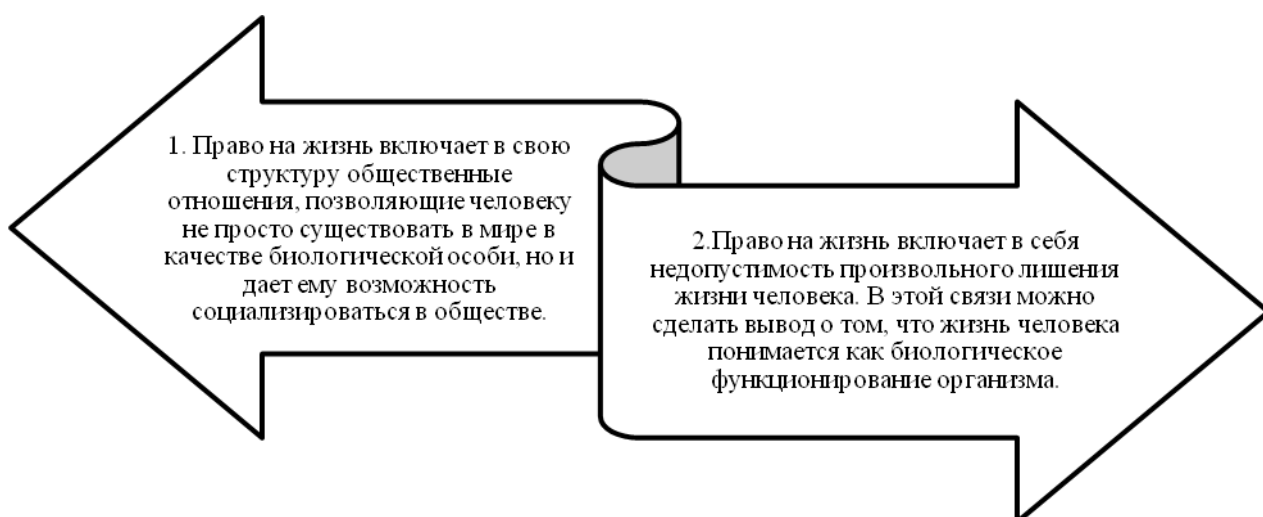 1. Право на жизнь включает в свою
структуру общественные
отношения, позволяющие человеку
не просто существовать в мире в
качестве биологической особи, но и
дает ему возможность
социализироваться в обществе.
2.Право на жизнь включает в себя
недопустимость произвольного лишения
жизни человека. В этой связи можно
сделать вывод о том, что жизнь человека
понимается как биологическое
функционирование организма.